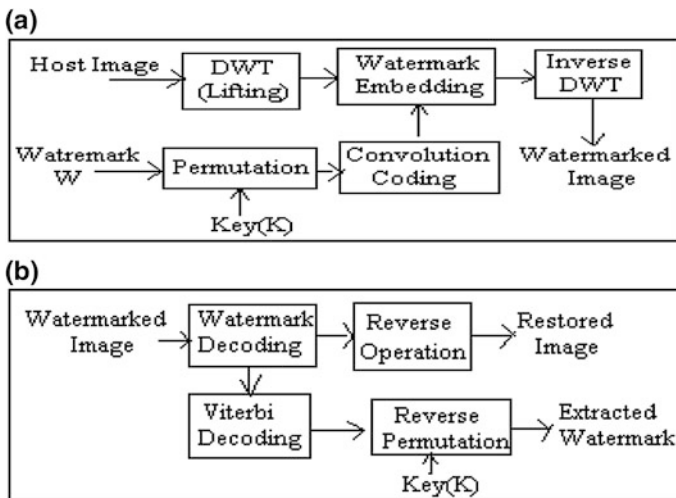 (a)
Host Image
DWT
(Lifting)
Watermark
Embedding
Inverse
DWT
Watremark
W
Permutation
Convolution
Coding
Watermarked
Image
Key(K)
(b)
Watermarked
Image
Watermark
Decoding
Reverse
Operation
Restored
Image
Viterbi
Decoding
Reverse
Permutation
Extracted
Watermark
Key(K)